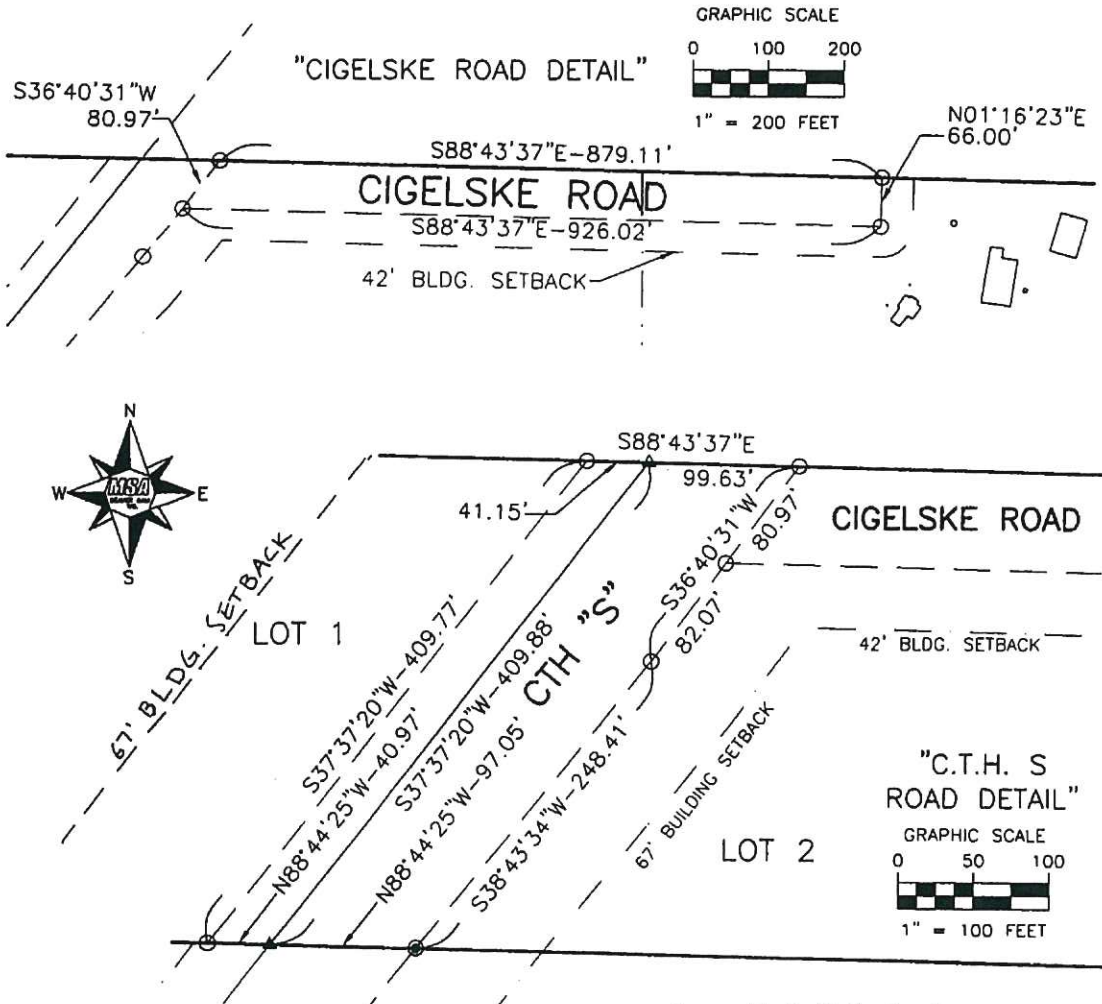 GRAPHIC SCALE
0 100 200
1" = 200 FEET
"CIGELSKE ROAD DETAIL"
S36°40'31"W
80.97'
N01°16'23"E
66.00'
S88°43'37"E-879.11'
CIGELSKE ROAD
S88°43'37"E-926.02'
42' BLDG. SETBACK
N
W E
S
MSA
S88°43'37"E
99.63'
41.15'
S36°40'31"W
80.97'
CIGELSKE ROAD
67' BLDG. SETBACK
LOT 1
82.07'
42' BLDG. SETBACK
S37°37'20"W-409.77'
N88°44'25"W-40.97'
S37°37'20"W-409.88'
CTH "S"
N88°44'25"W-97.05'
S38°43'34"W-248.41'
67' BUILDING SETBACK
LOT 2
"C.T.H. S
ROAD DETAIL"
GRAPHIC SCALE
0 50 100
1" = 100 FEET